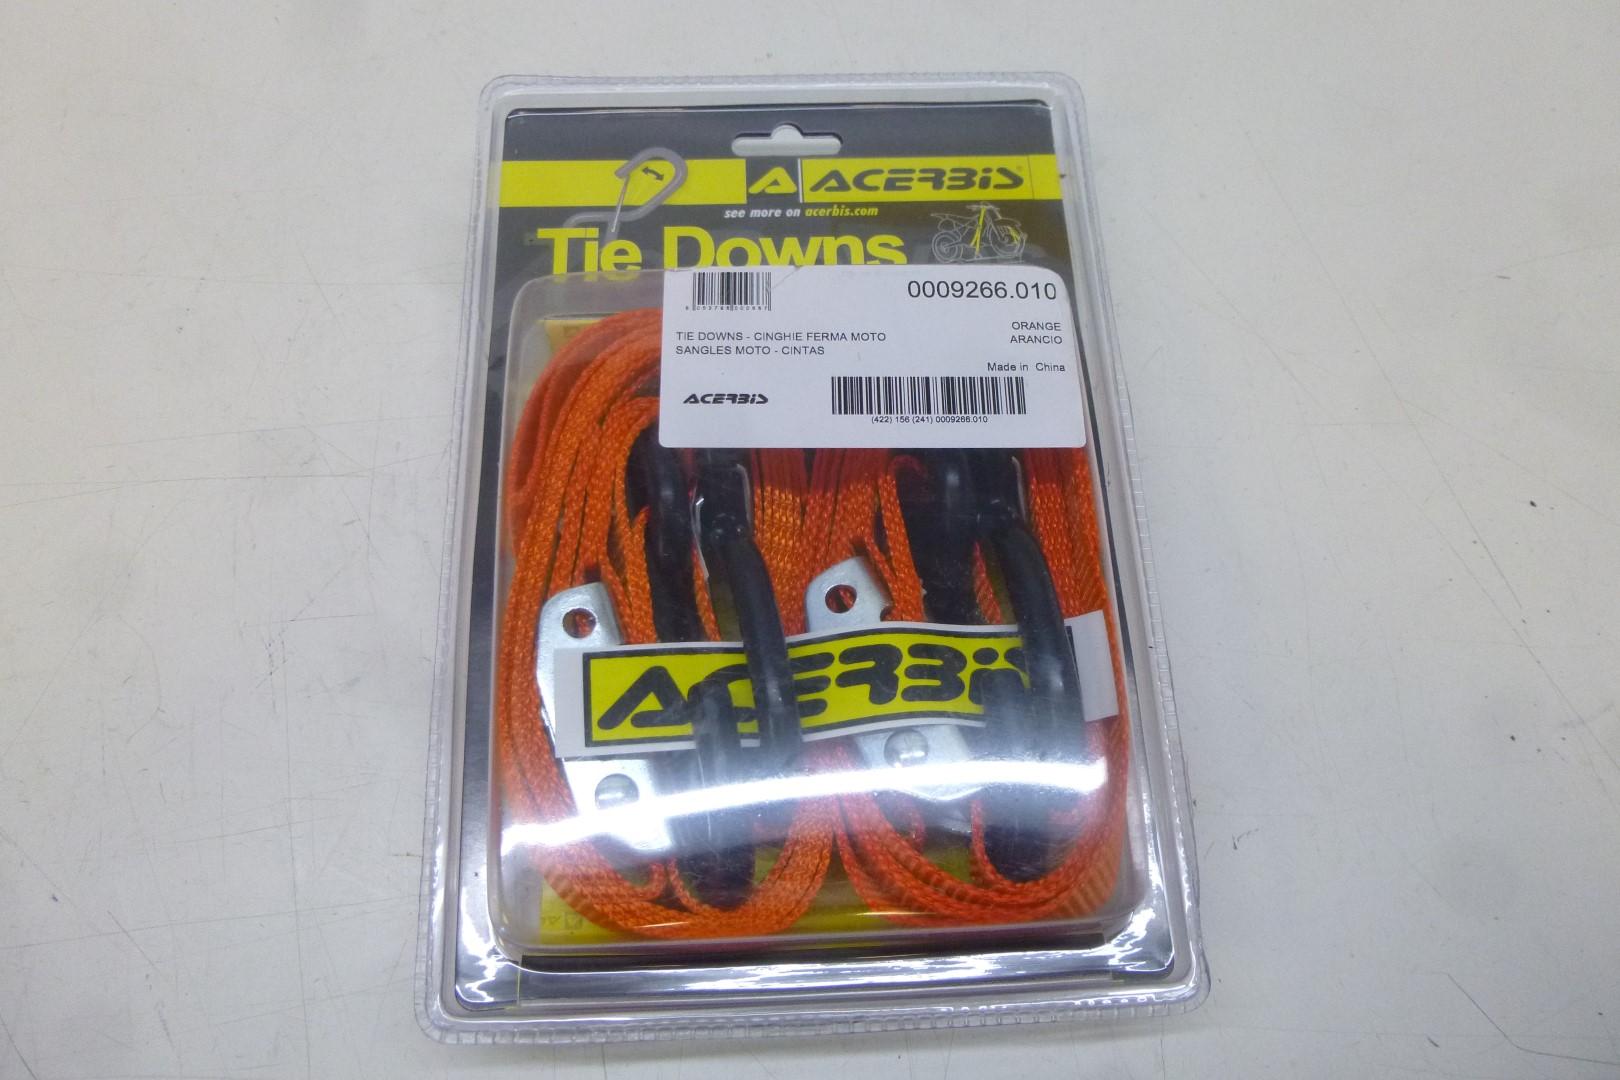 ACERBiS
see more on acerbis.com
Tie Downs
0009266.010
TIE DOWNS - CINGHIE FERMA MOTO
SANGLES MOTO - CINTAS
ORANGE
ARANCIO
Made in China
ACERBiS
(422) 156 (241) 0009266.010
ACERBiS